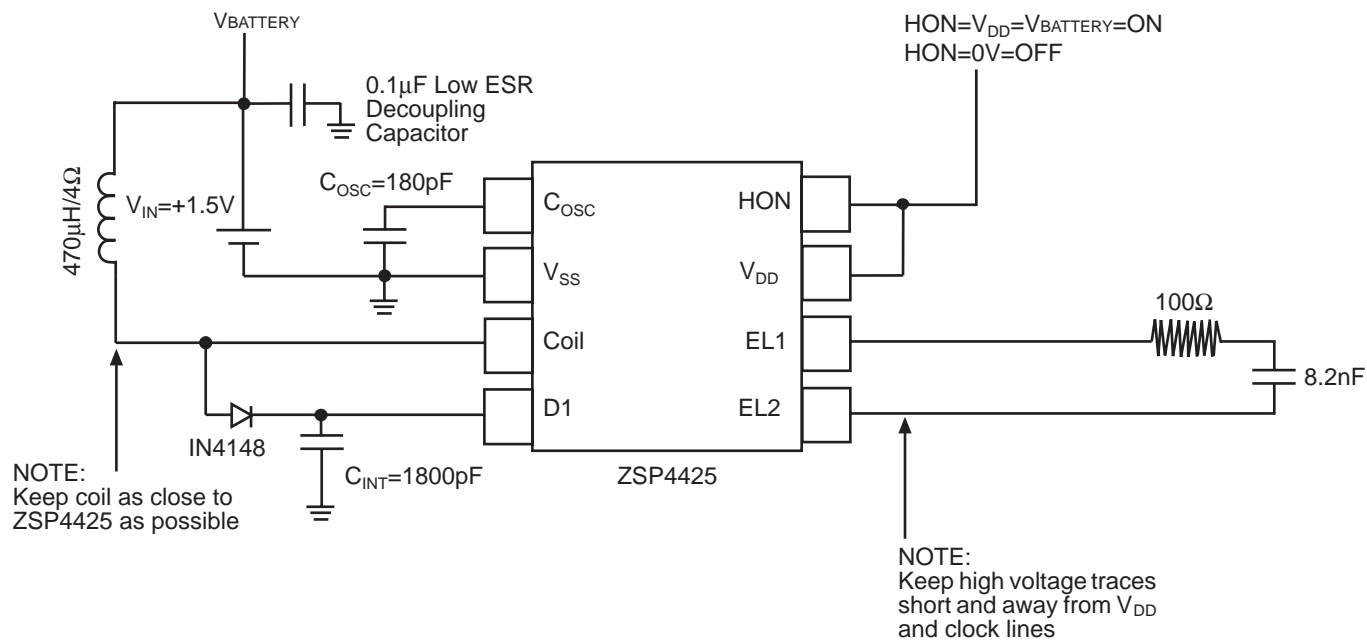 VBATTERY
HON=VDD=VBATTERY=ON
HON=0V=OFF
0.1μF Low ESR
Decoupling
Capacitor
470μH/4Ω
VIN=+1.5V
COSC=180pF
COSC
HON
VSS
VDD
100Ω
Coil
EL1
8.2nF
D1
EL2
IN4148
CINT=1800pF
ZSP4425
NOTE:
Keep coil as close to
ZSP4425 as possible
NOTE:
Keep high voltage traces
short and away from VDD
and clock lines